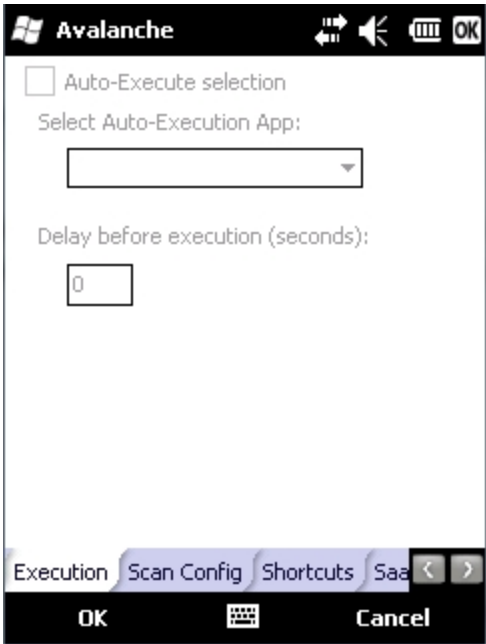 Avalanche OK
Auto-Execute selection
Select Auto-Execution App:
Delay before execution (seconds):
0
Execution Scan Config Shortcuts Saa
OK Cancel